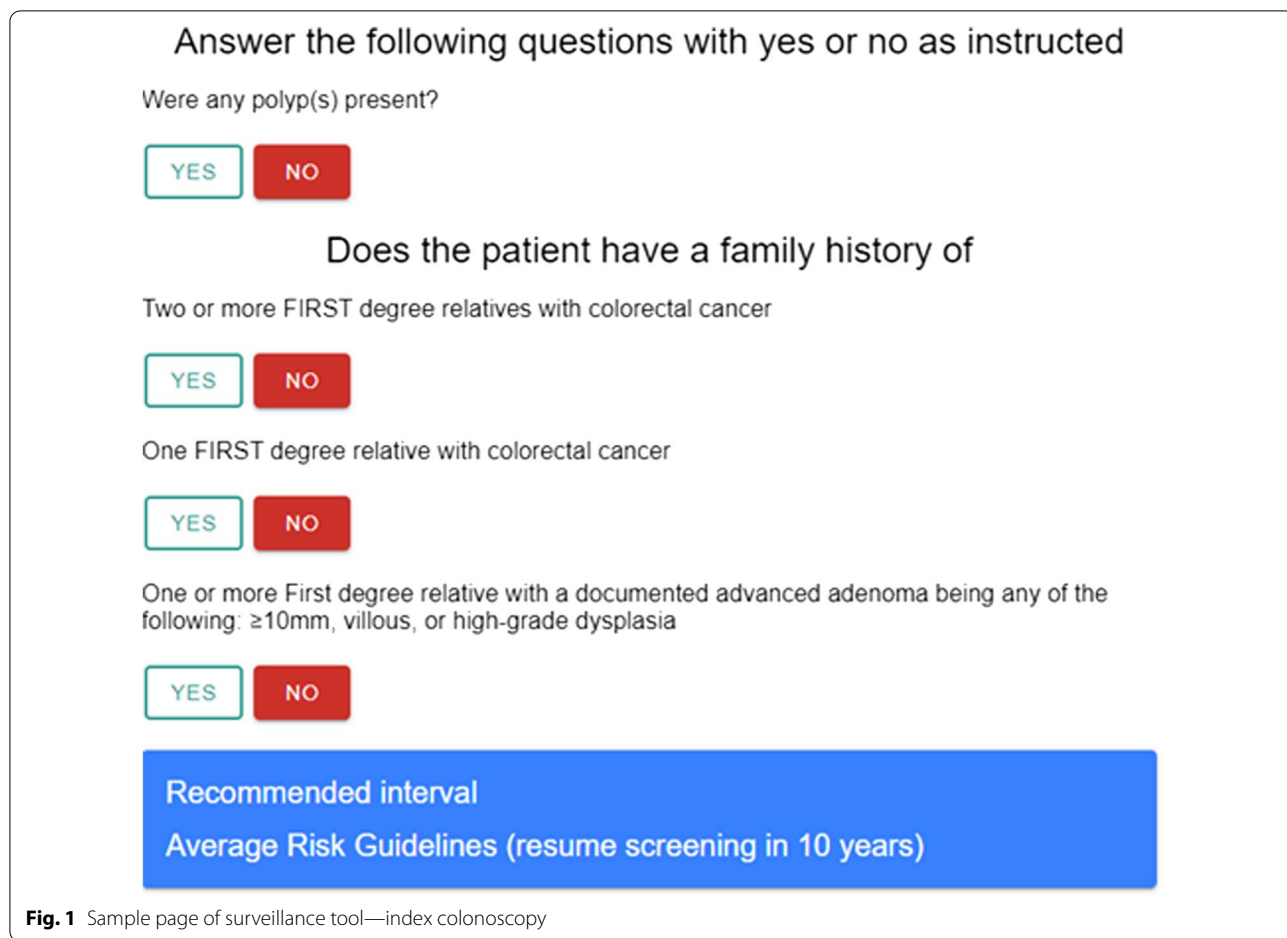 Answer the following questions with yes or no as instructed
Were any polyp(s) present?
YES NO
Does the patient have a family history of
Two or more FIRST degree relatives with colorectal cancer
YES NO
One FIRST degree relative with colorectal cancer
YES NO
One or more First degree relative with a documented advanced adenoma being any of the
following: ≥10mm, villous, or high-grade dysplasia
YES NO
Recommended interval
Average Risk Guidelines (resume screening in 10 years)
Fig. 1 Sample page of surveillance tool—index colonoscopy